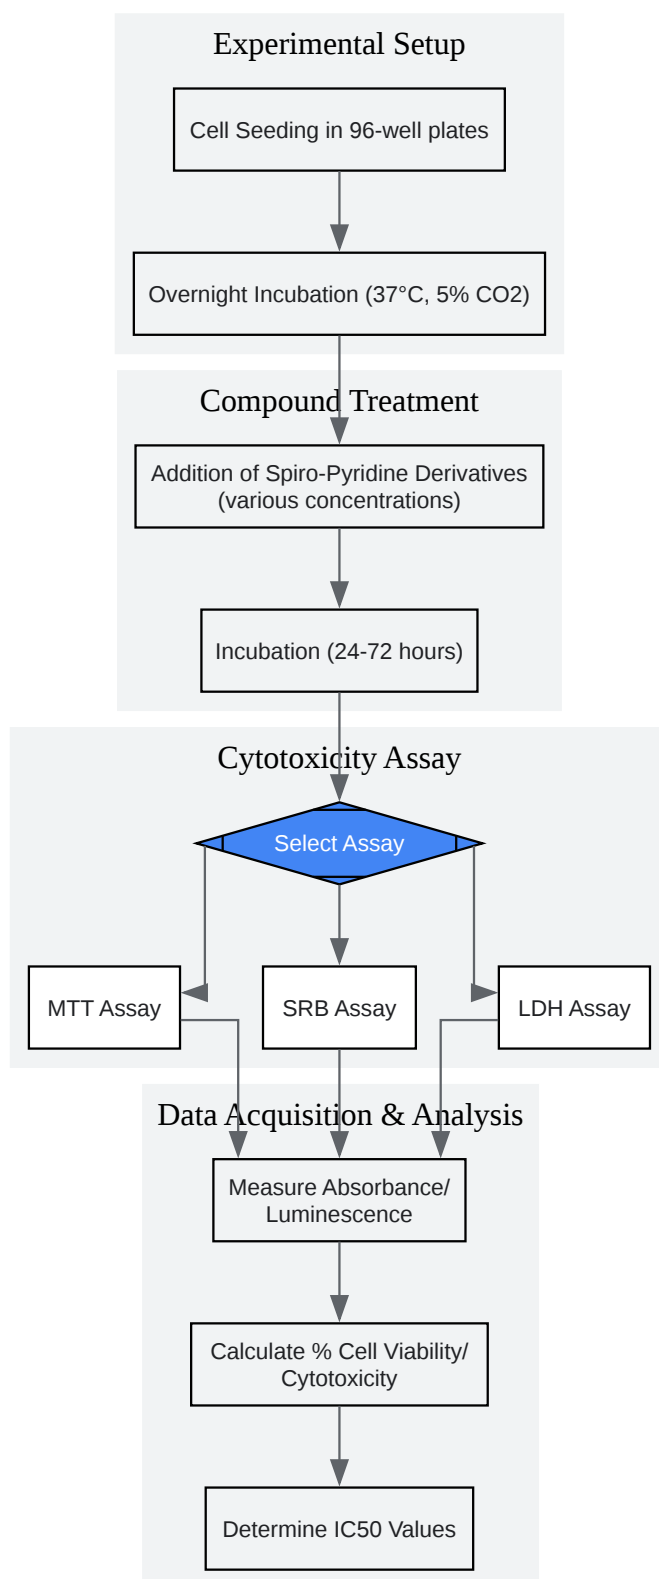 Experimental Setup
Cell Seeding in 96-well plates
Overnight Incubation (37°C, 5% CO2)
Compound Treatment
Addition of Spiro-Pyridine Derivatives
(various concentrations)
Incubation (24-72 hours)
Cytotoxicity Assay
Select Assay
MTT Assay
SRB Assay
LDH Assay
Data Acquisition & Analysis
Measure Absorbance/
Luminescence
Calculate % Cell Viability/
Cytotoxicity
Determine IC50 Values